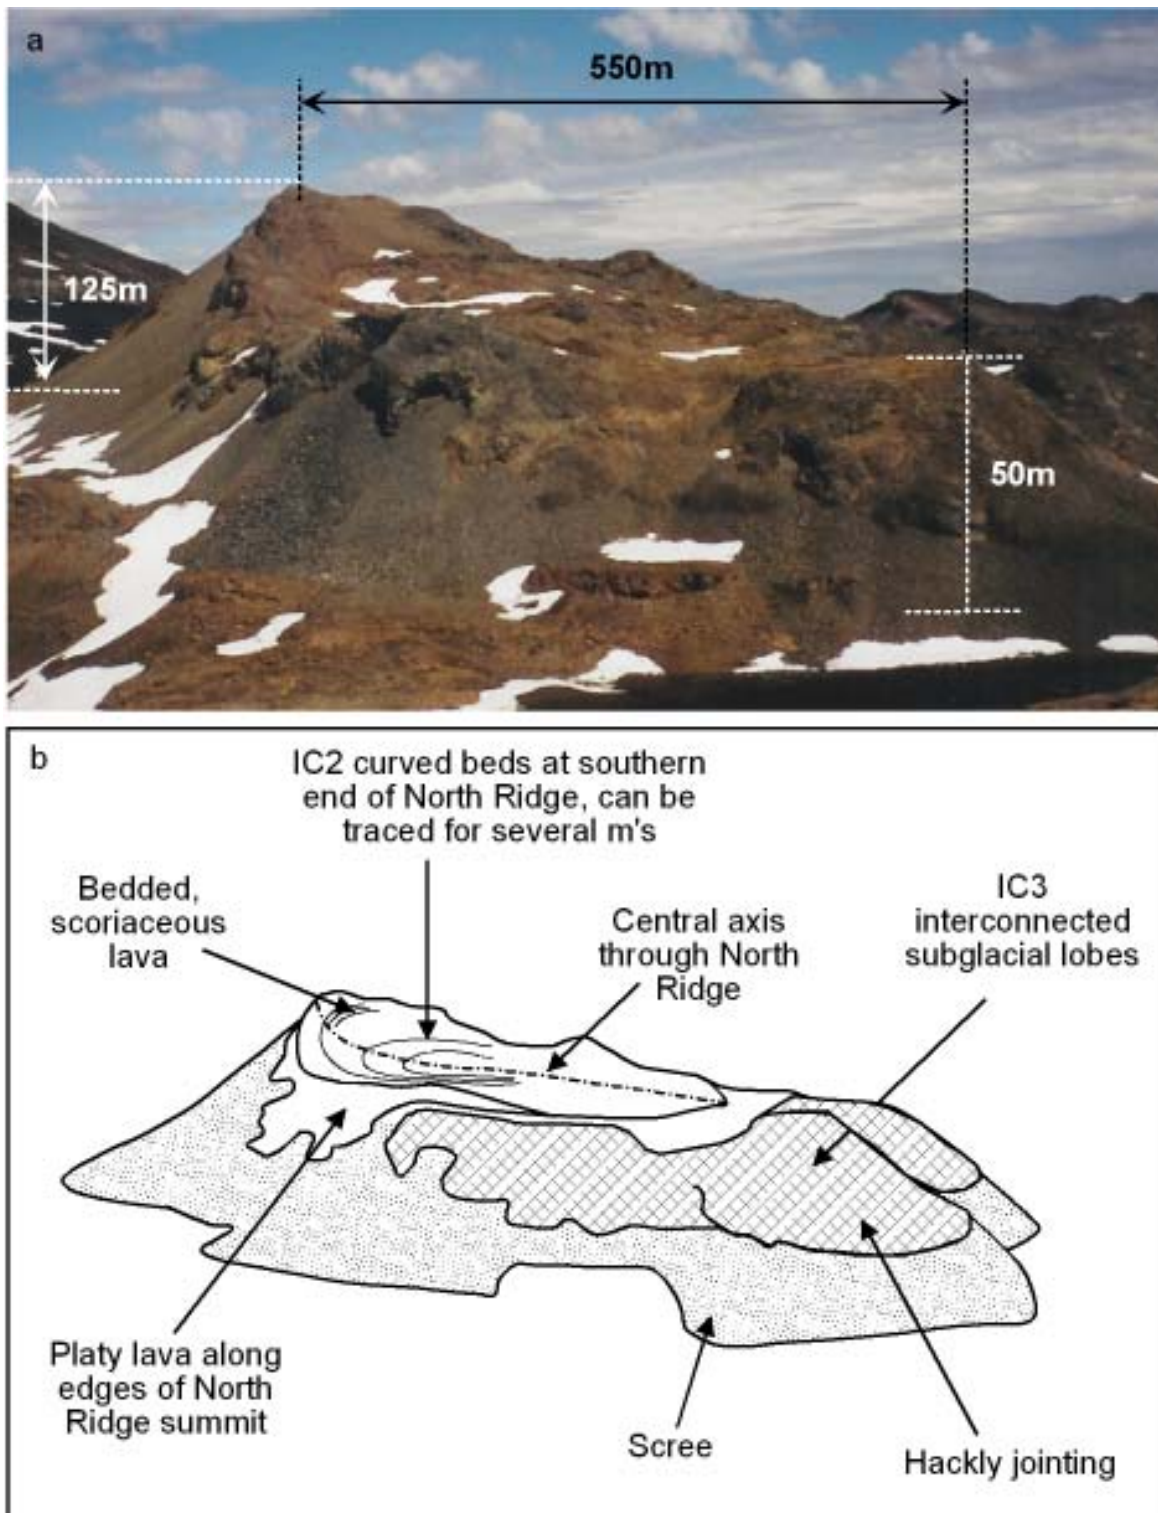 a
550m
125m
50m
b
IC2 curved beds at southern
end of North Ridge, can be
traced for several m's
Bedded,
scoriaceous
lava
Central axis
through North
Ridge
IC3
interconnected
subglacial lobes
Platy lava along
edges of North
Ridge summit
Scree
Hackly jointing